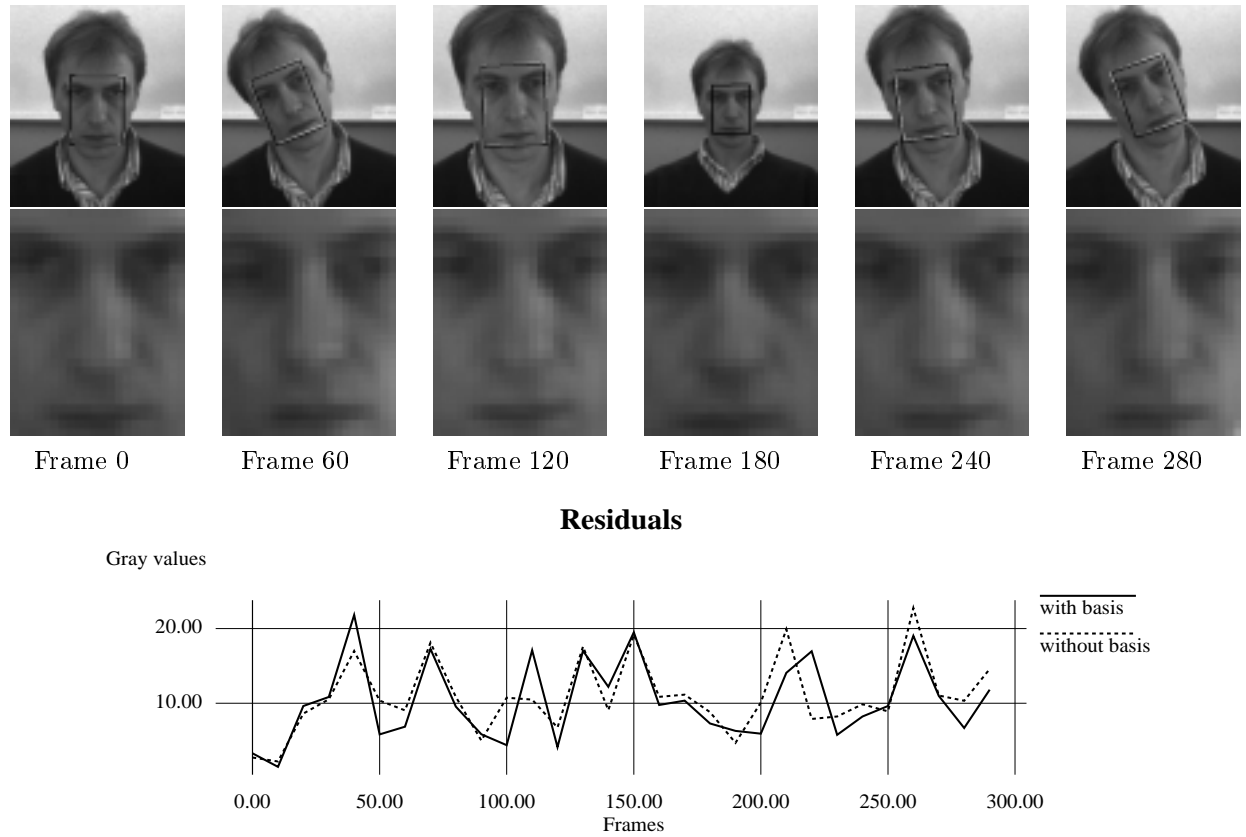 Frame 0 Frame 60 Frame 120 Frame 180 Frame 240 Frame 280
Residuals
Gray values
with basis
20.00
without basis
10.00
0.00 50.00 100.00 150.00 200.00 250.00 300.00
Frames